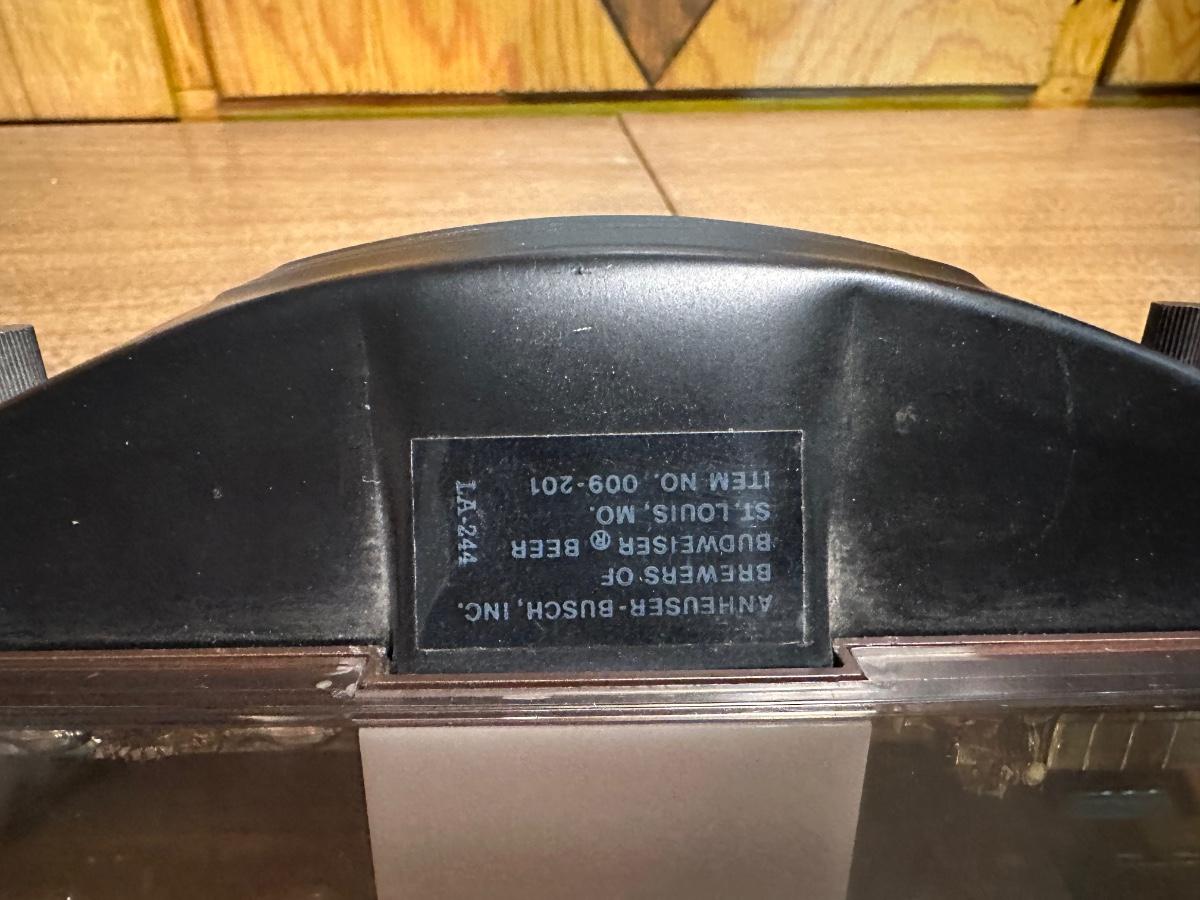 ANHEUSER-BUSCH, INC.
BREWERS OF
BUDWEISER ® BEER
ST. LOUIS, MO.
ITEM NO. 009-201
LA-244